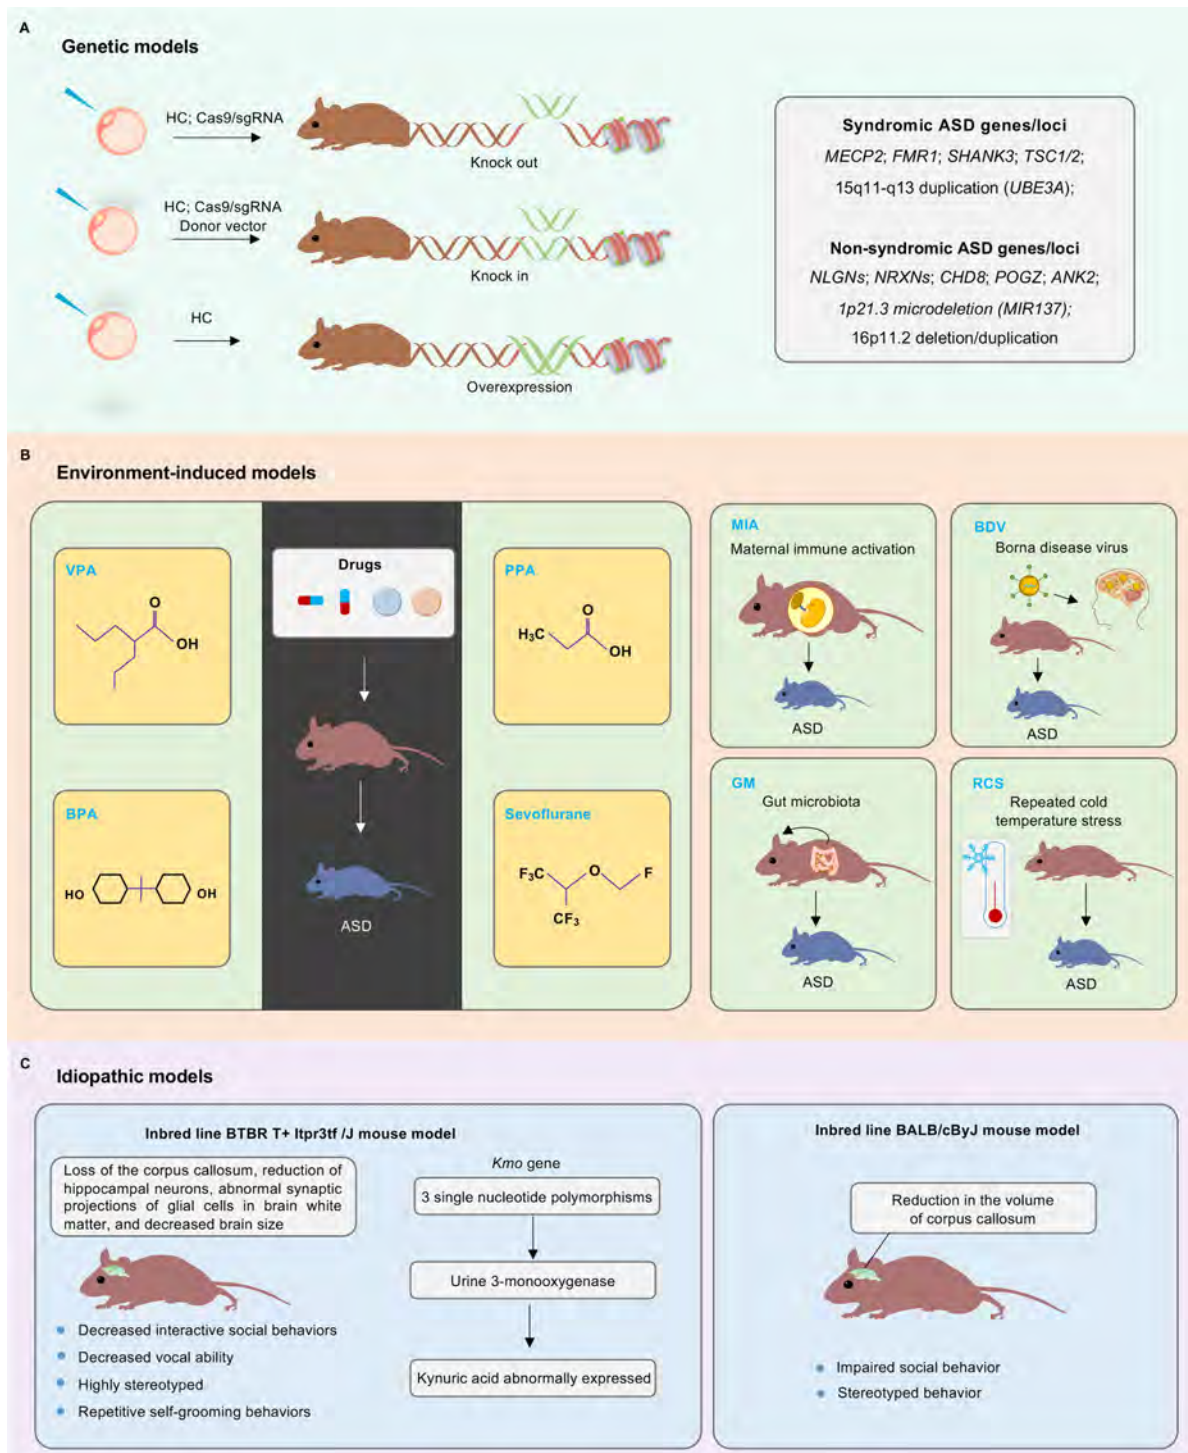 A
Genetic models
HC; Cas9/sgRNA
Knock out
HC; Cas9/sgRNA
Donor vector
Knock in
HC
Overexpression
Syndromic ASD genes/loci
MECP2; FMR1; SHANK3; TSC1/2;
15q11-q13 duplication (UBE3A);
Non-syndromic ASD genes/loci
NLGNs; NRXNs; CHD8; POGZ; ANK2;
1p21.3 microdeletion (MIR137);
16p11.2 deletion/duplication
B
Environment-induced models
VPA
O
OH
BPA
HO
OH
Drugs
ASD
PPA
O
H₃C
OH
Sevoflurane
F₃C
O
F
CF₃
MIA
Maternal immune activation
ASD
BDV
Borna disease virus
ASD
GM
Gut microbiota
ASD
RCS
Repeated cold
temperature stress
ASD
C
Idiopathic models
Inbred line BTBR T+ Itpr3tf /J mouse model
Loss of the corpus callosum, reduction of
hippocampal neurons, abnormal synaptic
projections of glial cells in brain white
matter, and decreased brain size
Decreased interactive social behaviors
Decreased vocal ability
Highly stereotyped
Repetitive self-grooming behaviors
Kmo gene
3 single nucleotide polymorphisms
Urine 3-monooxygenase
Kynuric acid abnormally expressed
Inbred line BALB/cByJ mouse model
Reduction in the volume
of corpus callosum
Impaired social behavior
Stereotyped behavior